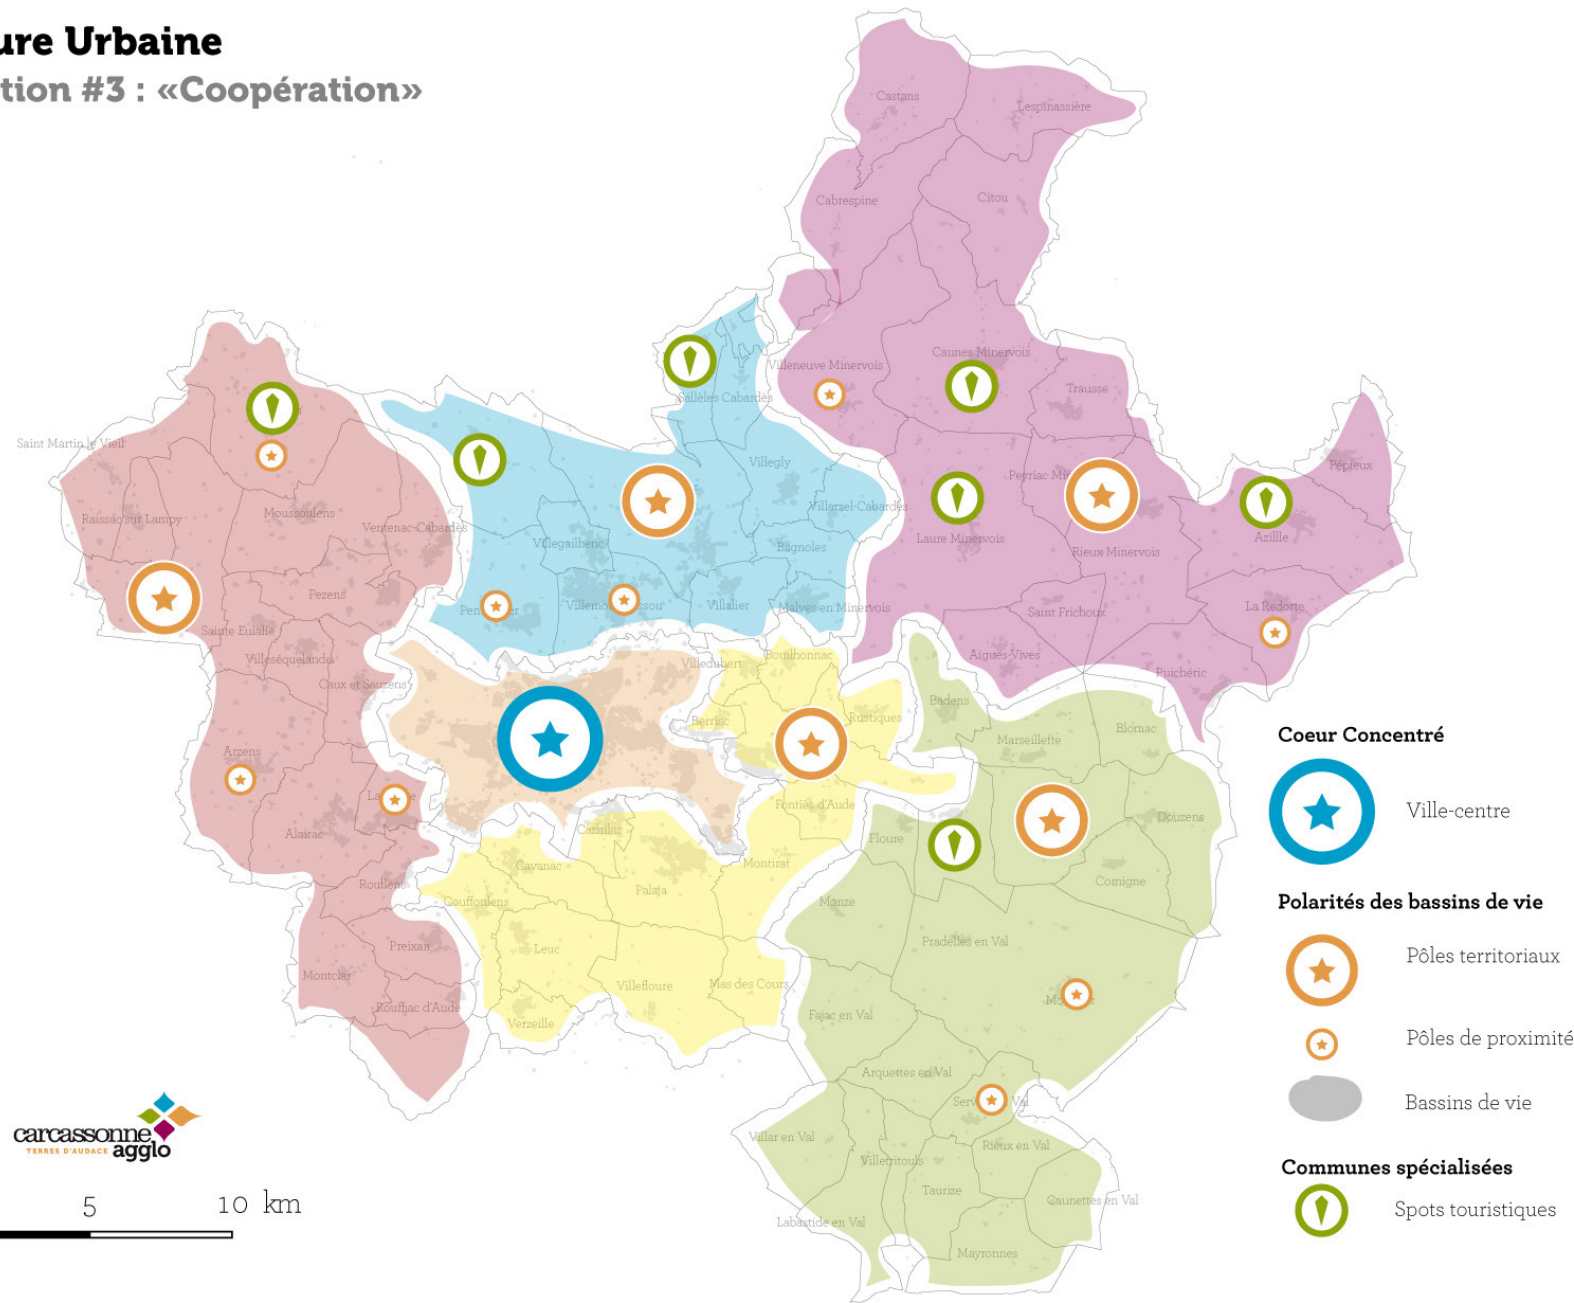 ure Urbaine
tion #3 : «Coopération»
Castans
Lespinassière
Cabrespine
Citou
Villeneuve Minervois
Caunes Minervois
Trausse
Sallèles Cabardès
Saint Martin le Vieil
Villegly
Peyriac Mi
Pépieux
Raissac sur Lampy
Moussoulens
Ventenac-Cabardès
Villarzel-Cabardès
Villegailhenc
Bagnoles
Laure Minervois
Rieux Minervois
Azillle
Pezens
Villalier
Malves en Minervois
Saint Frichoux
La Redorte
Sainte Eulalie
Villesèquelande
Caux et Sauzens
Villedubert
Bouilhonnac
Aigues-Vives
Puichéric
Badens
Berriac
Rustiques
Marseillette
Blomac
Arzens
Alairac
Fontiès d'Aude
Floure
Douzens
Cazilhac
Cavanac
Palaja
Montirat
Comigne
Roullens
Couffoulens
Monze
Preixan
Leuc
Pradelles en Val
Montclar
Villefloure
Mas des Cours
Rouffiac d'Aude
Verzeille
Fajac en Val
Arquettes en Val
Villar en Val
Rieux en Val
Villetritouls
Taurize
Caunettes en Val
Labastide en Val
Mayronnes
Coeur Concentré
Ville-centre
Polarités des bassins de vie
Pôles territoriaux
Pôles de proximité
Bassins de vie
Communes spécialisées
Spots touristiques
carcassonne
TERRES D'AUDACE agglo
5 10 km